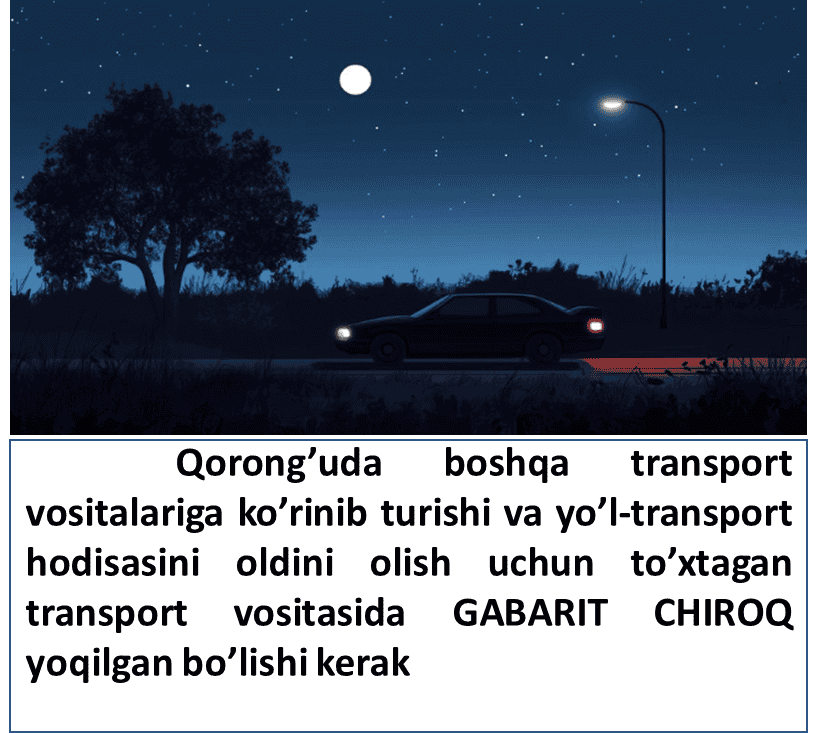 Qorong’uda boshqa transport
vositalariga ko’rinib turishi va yo’l-transport
hodisasini oldini olish uchun to’xtagan
transport vositasida GABARIT CHIROQ
yoqilgan bo’lishi kerak